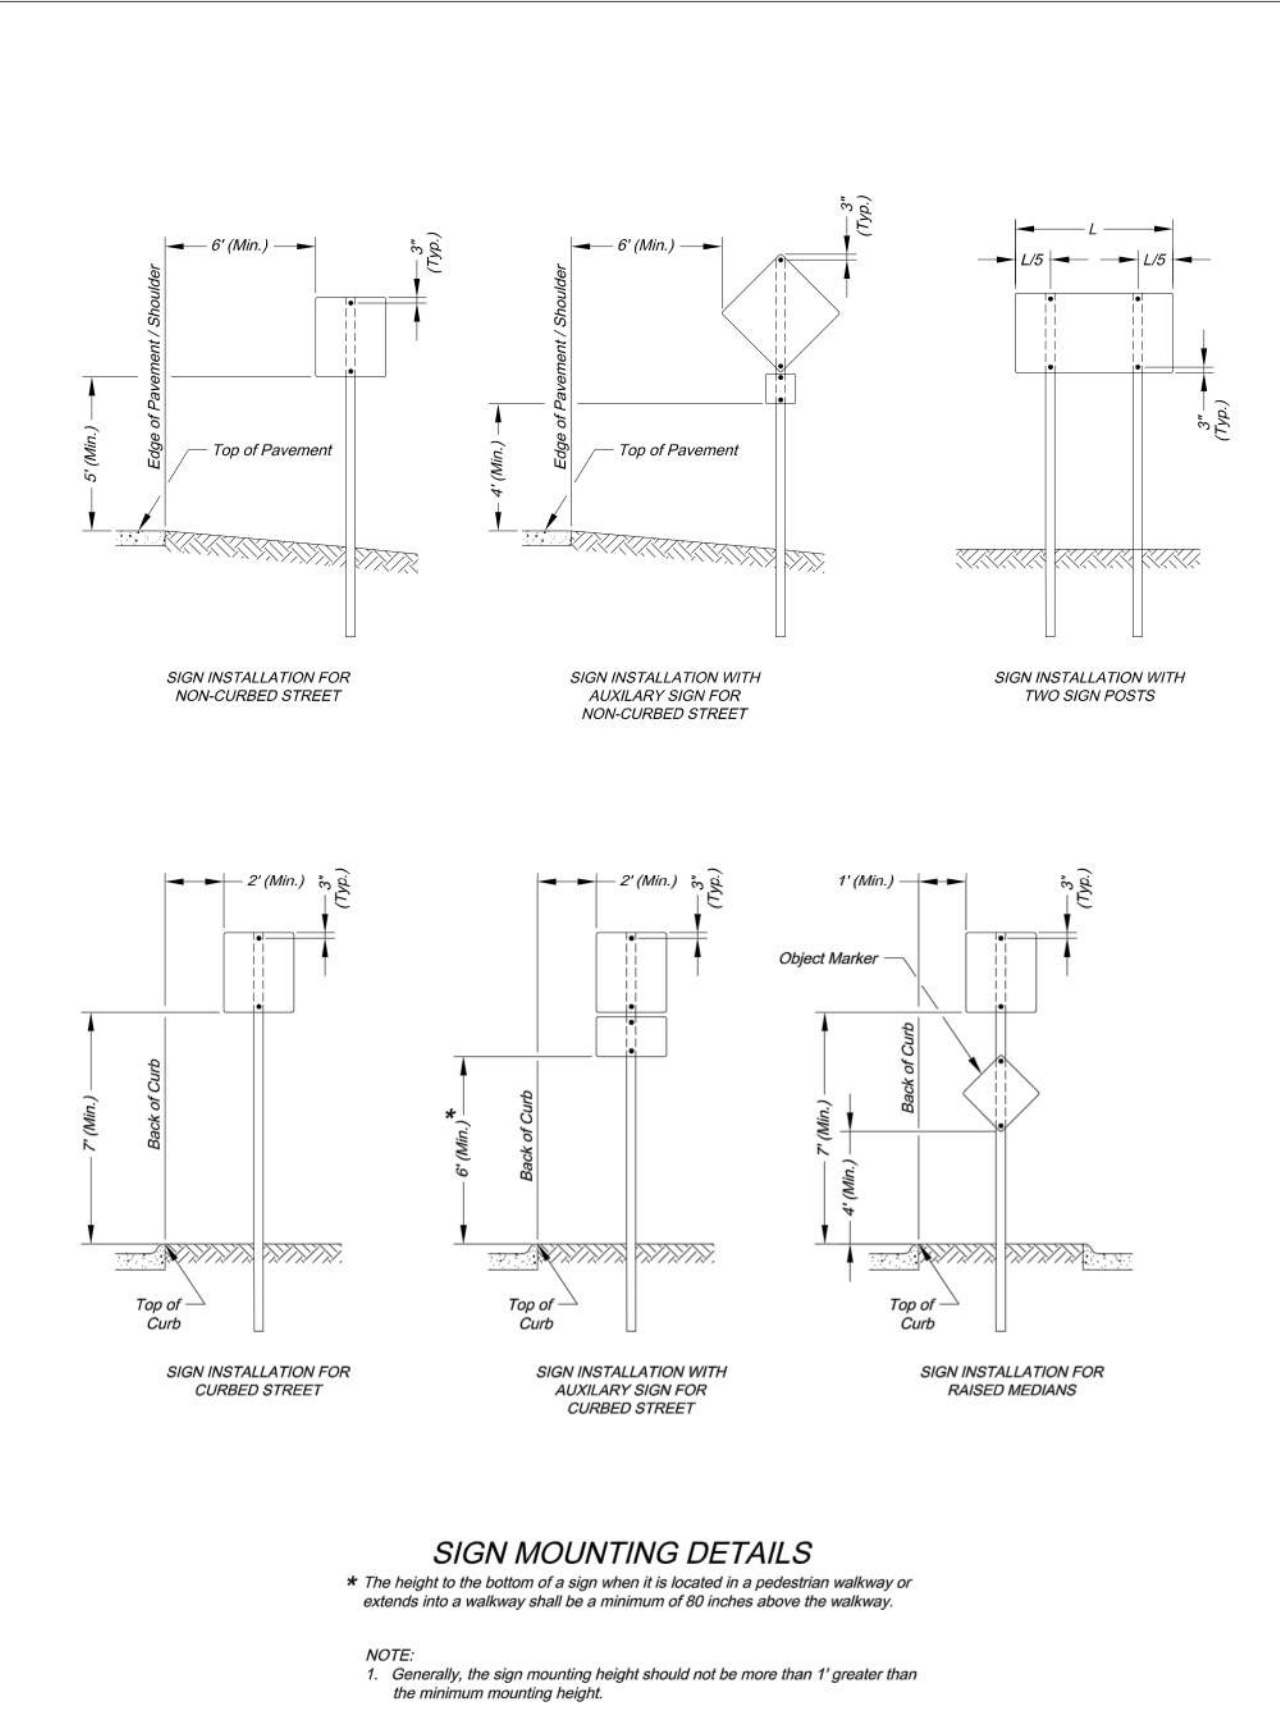 6' (Min.)
3"
(Typ.)
Edge of Pavement / Shoulder
5' (Min.)
Top of Pavement
SIGN INSTALLATION FOR
NON-CURBED STREET
6' (Min.)
3"
(Typ.)
Edge of Pavement / Shoulder
4' (Min.)
Top of Pavement
SIGN INSTALLATION WITH
AUXILARY SIGN FOR
NON-CURBED STREET
L
L/5
L/5
3"
(Typ.)
SIGN INSTALLATION WITH
TWO SIGN POSTS
2' (Min.)
3"
(Typ.)
7' (Min.)
Back of Curb
Top of
Curb
SIGN INSTALLATION FOR
CURBED STREET
2' (Min.)
3"
(Typ.)
6' (Min.) *
Back of Curb
Top of
Curb
SIGN INSTALLATION WITH
AUXILARY SIGN FOR
CURBED STREET
1' (Min.)
3"
(Typ.)
Object Marker
Back of Curb
7' (Min.)
4' (Min.)
Top of
Curb
SIGN INSTALLATION FOR
RAISED MEDIANS
SIGN MOUNTING DETAILS
* The height to the bottom of a sign when it is located in a pedestrian walkway or
extends into a walkway shall be a minimum of 80 inches above the walkway.
NOTE:
1. Generally, the sign mounting height should not be more than 1' greater than
the minimum mounting height.